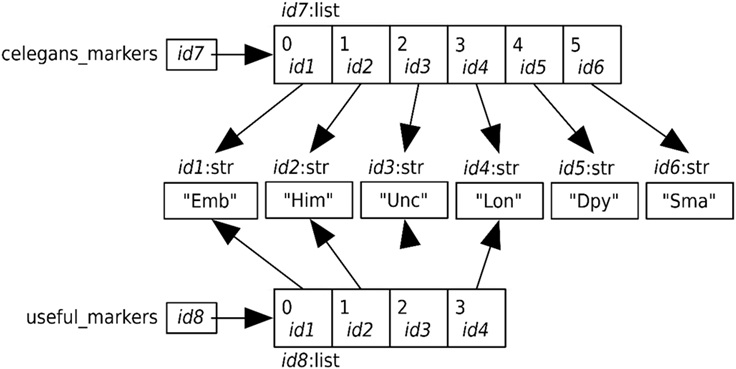 id7:list
celegans_markers id7
0 1 2 3 4 5
id1 id2 id3 id4 id5 id6
id1:str id2:str id3:str id4:str id5:str id6:str
"Emb" "Him" "Unc" "Lon" "Dpy" "Sma"
0 1 2 3
useful_markers id8 id1 id2 id3 id4
id8:list